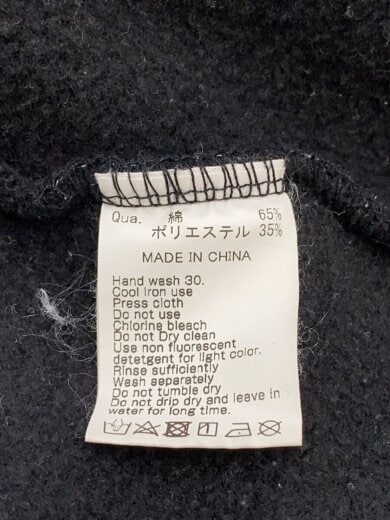 Qua. 綿 65%
ポリエステル 35%
MADE IN CHINA
Hand wash 30.
Cool Iron use
Press cloth
Do not use
Chlorine bleach
Do not Dry clean
Use non fluorescent
detetgent for light color.
Rinse sufficiently
Wash separately
Do not tumble dry
Do not drip dry and leave in
water for long time.